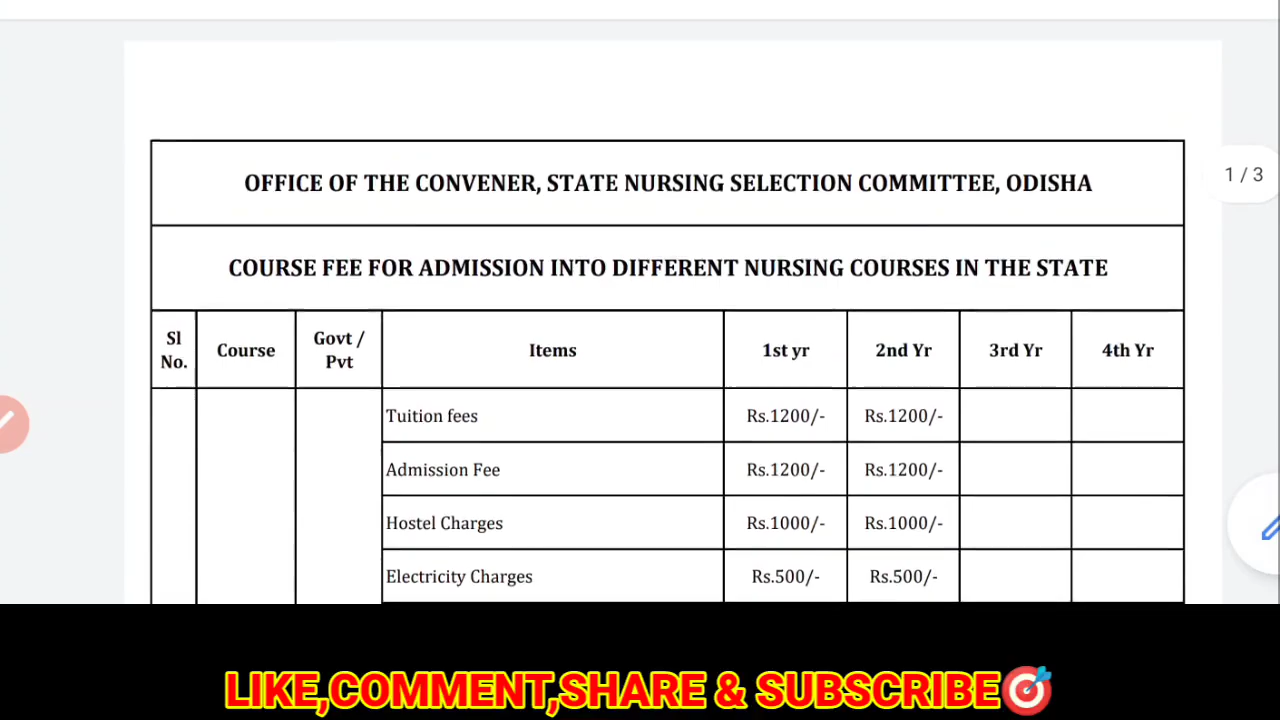 OFFICE OF THE CONVENER, STATE NURSING SELECTION COMMITTEE, ODISHA
1 / 3
COURSE FEE FOR ADMISSION INTO DIFFERENT NURSING COURSES IN THE STATE
Sl No. Course Govt / Pvt Items 1st yr 2nd Yr 3rd Yr 4th Yr
Tuition fees Rs.1200/- Rs.1200/-
Admission Fee Rs.1200/- Rs.1200/-
Hostel Charges Rs.1000/- Rs.1000/-
Electricity Charges Rs.500/- Rs.500/-
LIKE,COMMENT,SHARE & SUBSCRIBE🎯